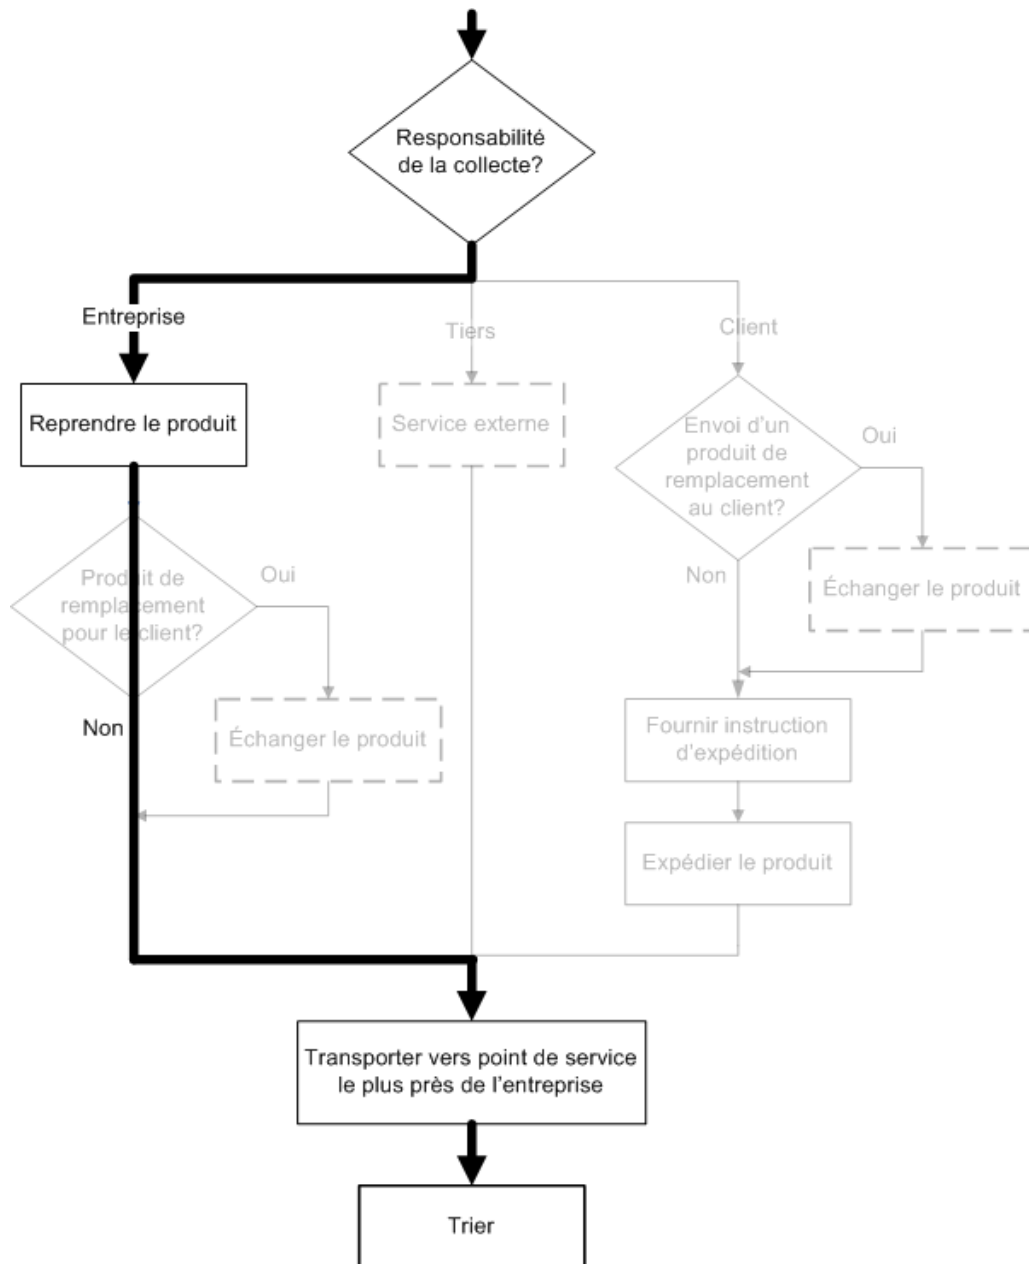 Responsabilité
de la collecte?
Entreprise
Tiers
Client
Reprendre le produit
Service externe
Envoi d'un
produit de
remplacement
au client?
Oui
Non
Échanger le produit
Produit de
remplacement
pour le client?
Oui
Non
Échanger le produit
Fournir instruction
d'expédition
Expédier le produit
Transporter vers point de service
le plus près de l'entreprise
Trier